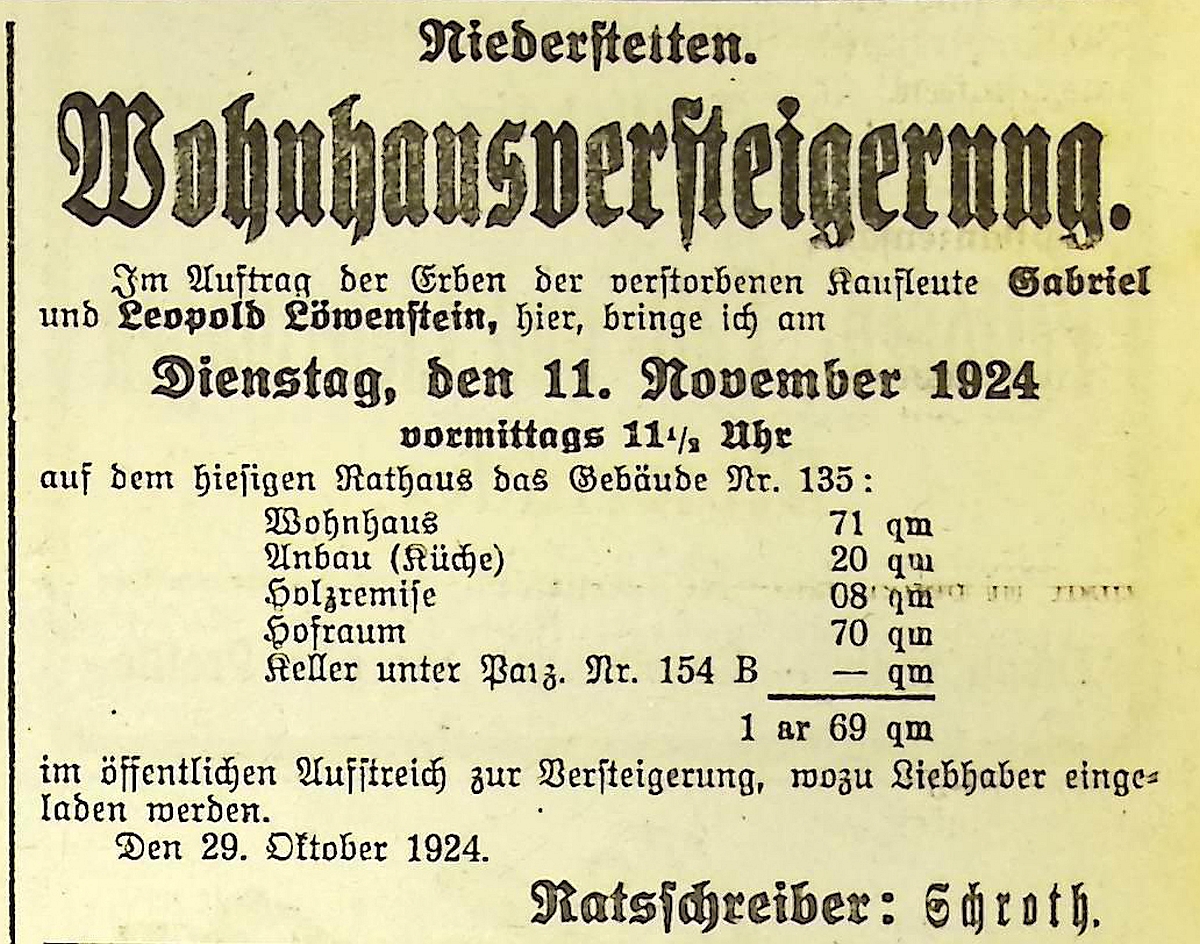 Niederstetten.
Wohnhausversteigerung.
Im Auftrag der Erben der verstorbenen Kaufleute Gabriel
und Leopold Löwenstein, hier, bringe ich am
Dienstag, den 11. November 1924
vormittags 11¹/₂ Uhr
auf dem hiesigen Rathaus das Gebäude Nr. 135:
Wohnhaus 71 qm
Anbau (Küche) 20 qm
Holzremise 08 qm
Hofraum 70 qm
Keller unter Parz. Nr. 154 B — qm
1 ar 69 qm
im öffentlichen Aufstreich zur Versteigerung, wozu Liebhaber einge-
laden werden.
Den 29. Oktober 1924.
Ratsschreiber: Schroth.